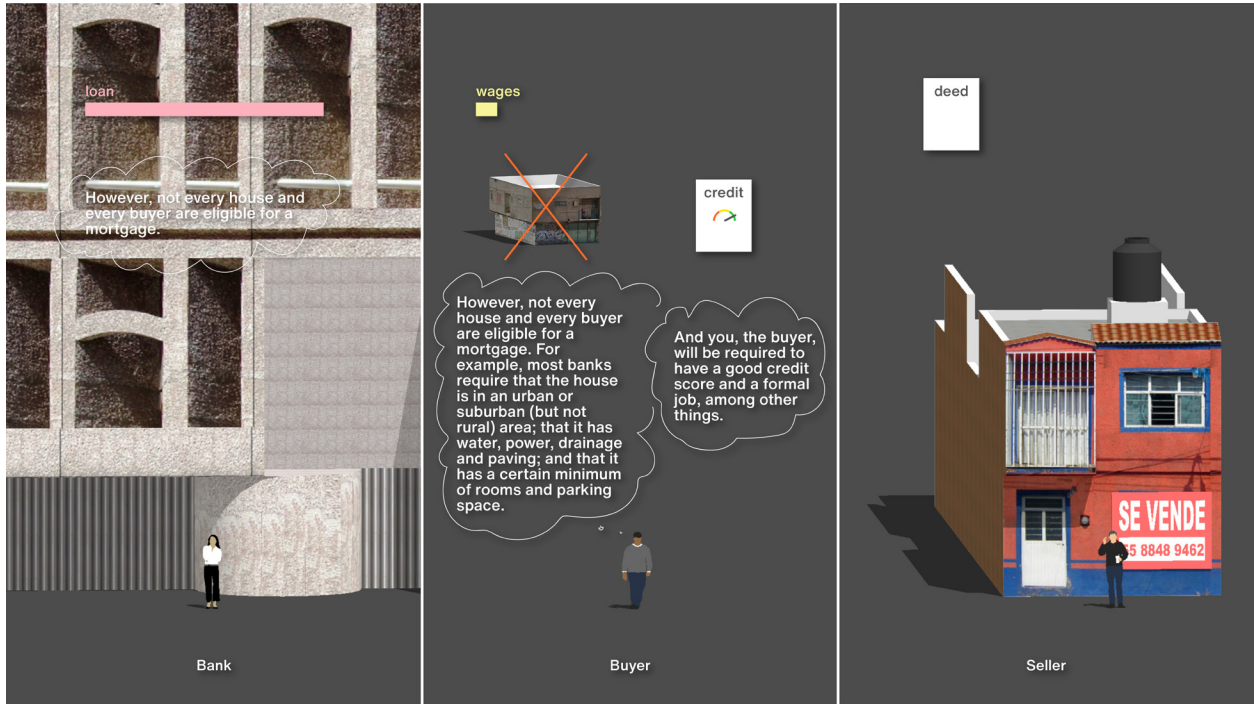 loan
However, not every house and
every buyer are eligible for a
mortgage.
Bank
wages
credit
However, not every
house and every buyer
are eligible for a
mortgage. For
example, most banks
require that the house
is in an urban or
suburban (but not
rural) area; that it has
water, power, drainage
and paving; and that it
has a certain minimum
of rooms and parking
space.
And you, the buyer,
will be required to
have a good credit
score and a formal
job, among other
things.
Buyer
deed
SE VENDE
5 8848 9462
Seller